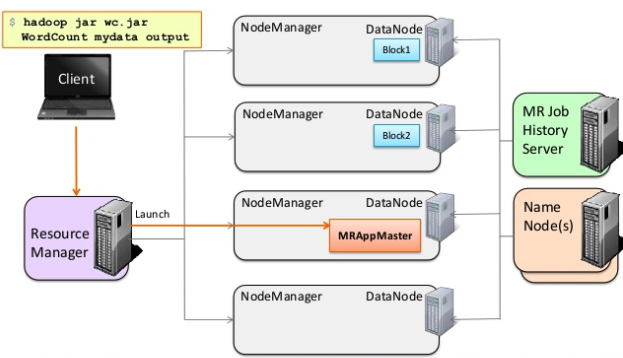 $ hadoop jar wc.jar
WordCount mydata output
Client
Resource
Manager
Launch
NodeManager
DataNode
Block1
NodeManager
DataNode
Block2
NodeManager
DataNode
MRAppMaster
NodeManager
DataNode
MR Job
History
Server
Name
Node(s)